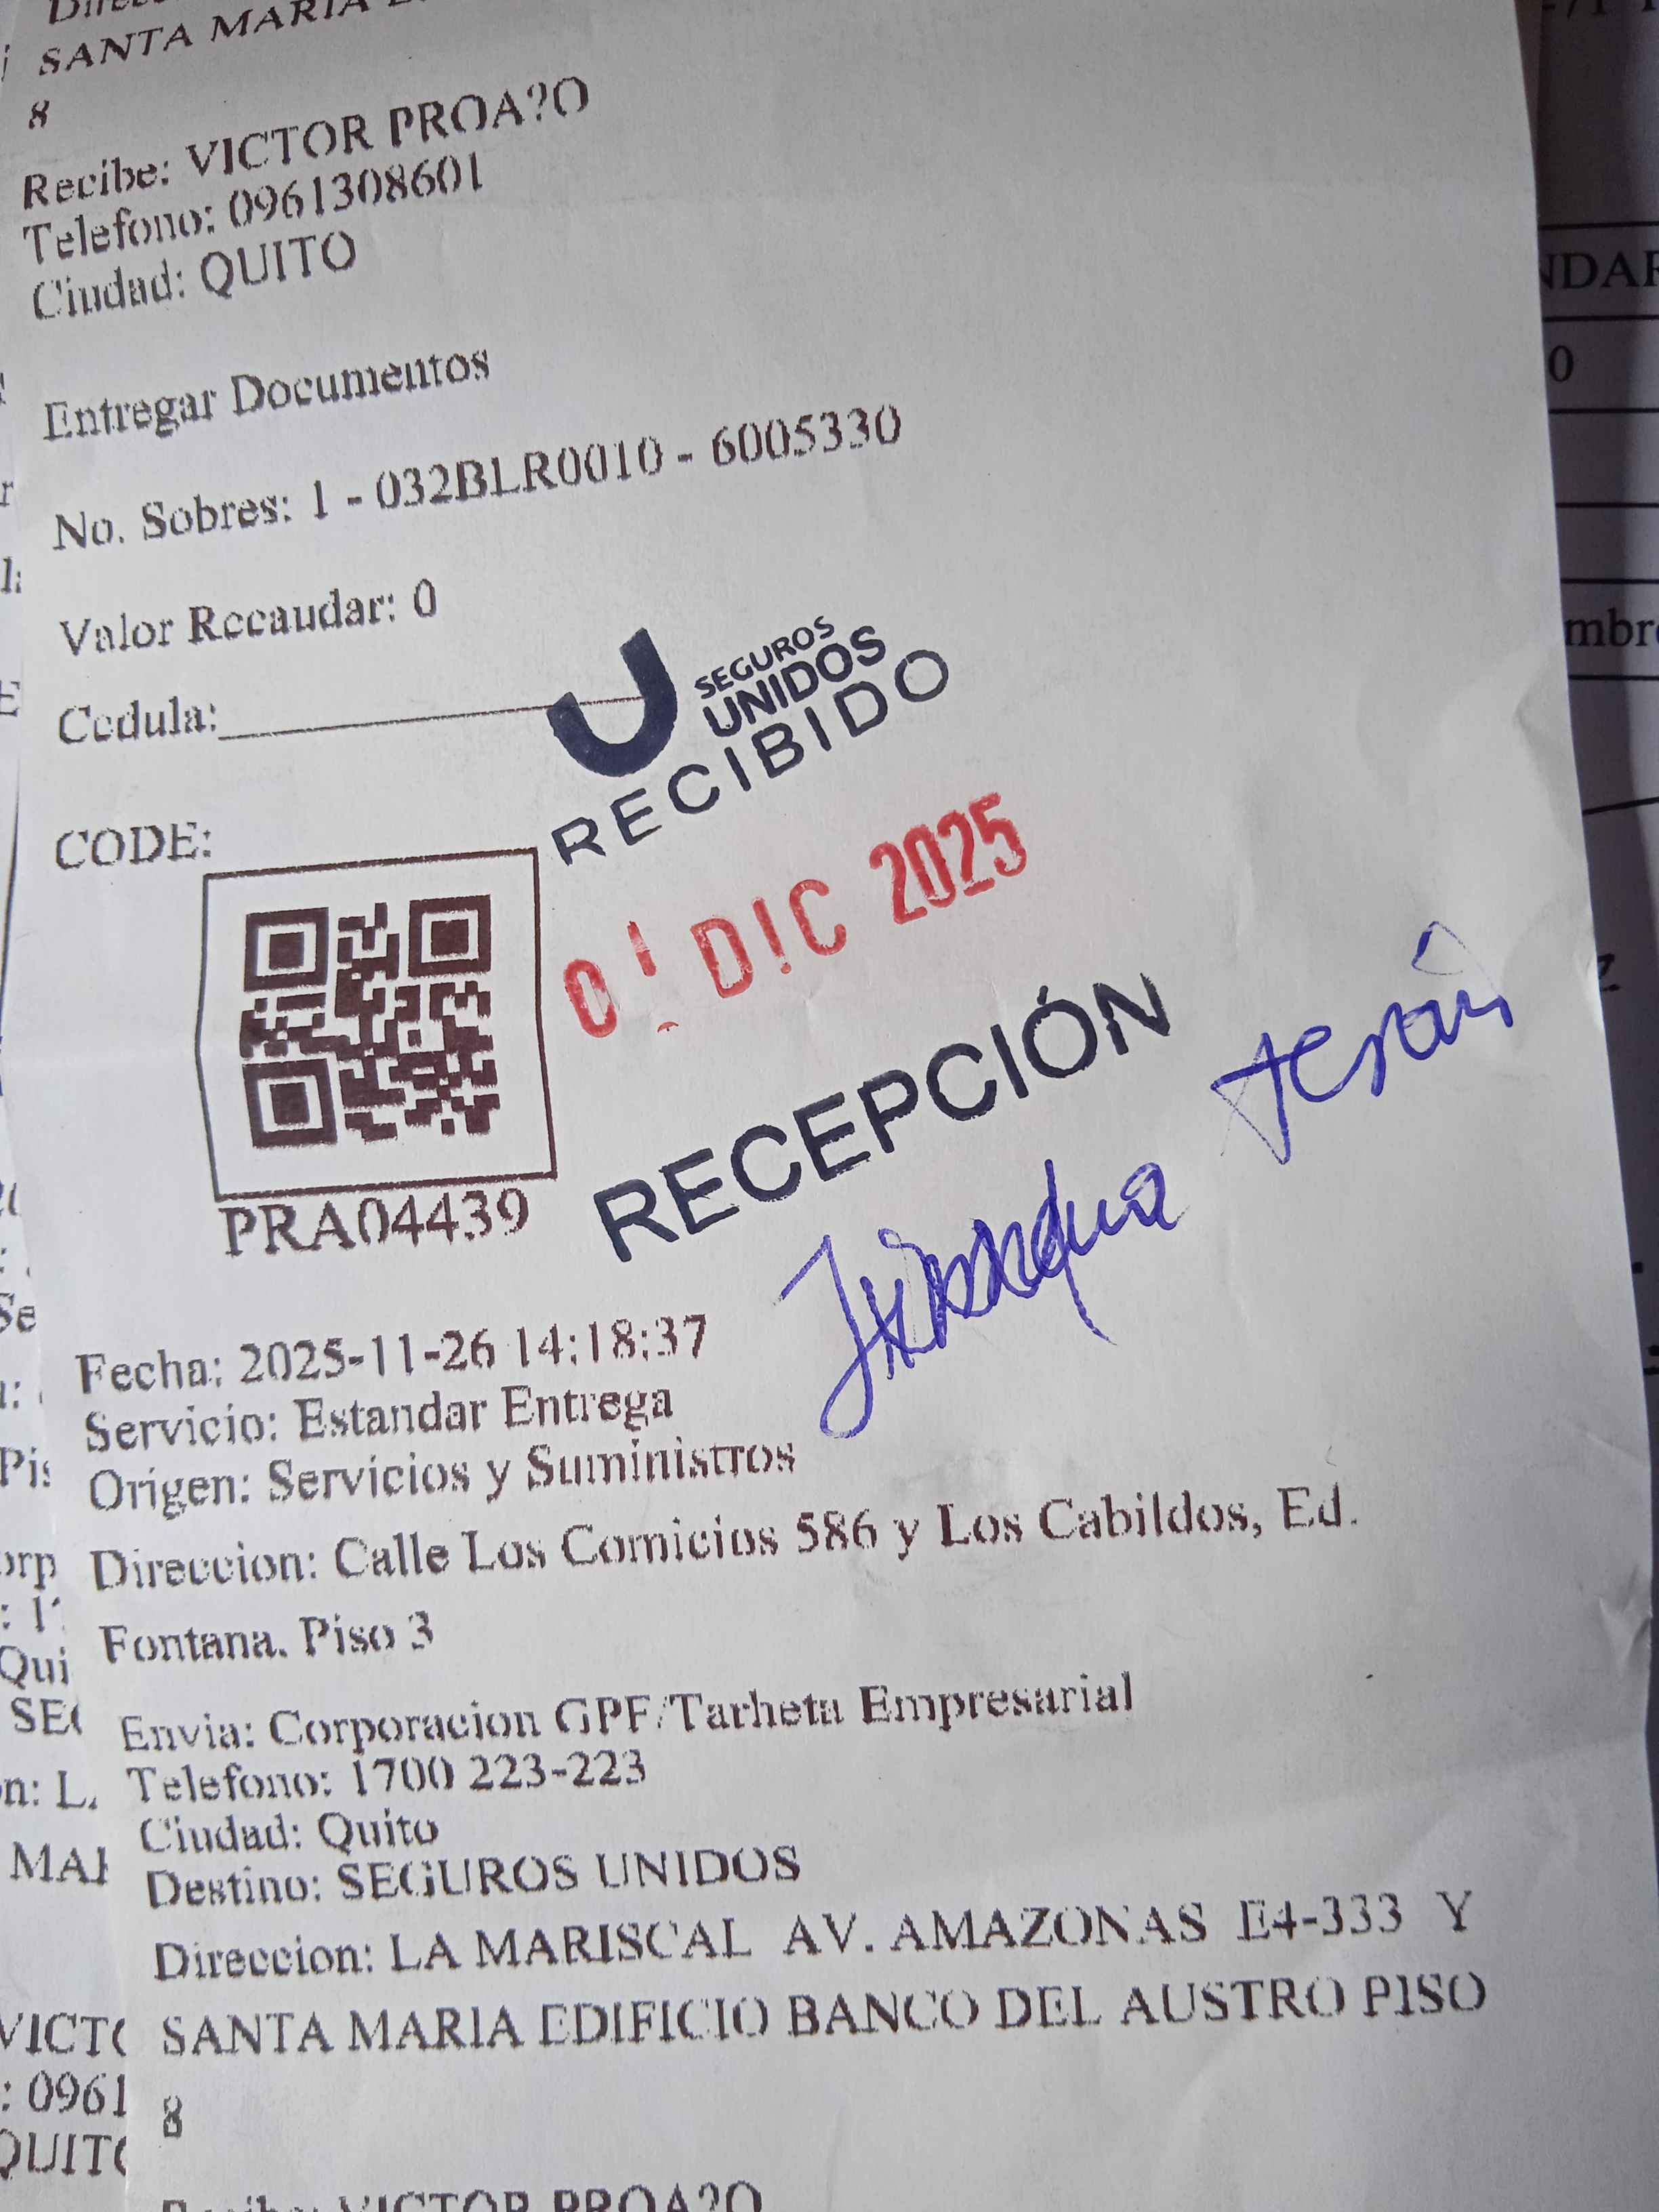 SANTA MARIA
8
Recibe: VICTOR PROA?O
Telefono: 0961308601
Ciudad: QUITO
Entregar Documentos
No. Sobres: 1 - 032BLR0010 - 6005330
Valor Recaudar: 0
Cedula:
SEGUROS
UNIDOS
RECIBIDO
CODE:
01 DIC 2025
RECEPCIÓN
PRA04439
Fecha: 2025-11-26 14:18:37
Servicio: Estandar Entrega
Origen: Servicios y Suministros
Direccion: Calle Los Comicios 586 y Los Cabildos, Ed.
Fontana. Piso 3
Envia: Corporacion GPF/Tarheta Empresarial
Telefono: 1700 223-223
Ciudad: Quito
Destino: SEGUROS UNIDOS
Direccion: LA MARISCAL AV. AMAZONAS E4-333 Y
SANTA MARIA EDIFICIO BANCO DEL AUSTRO PISO
8
Recibe: VICTOR PROA?O